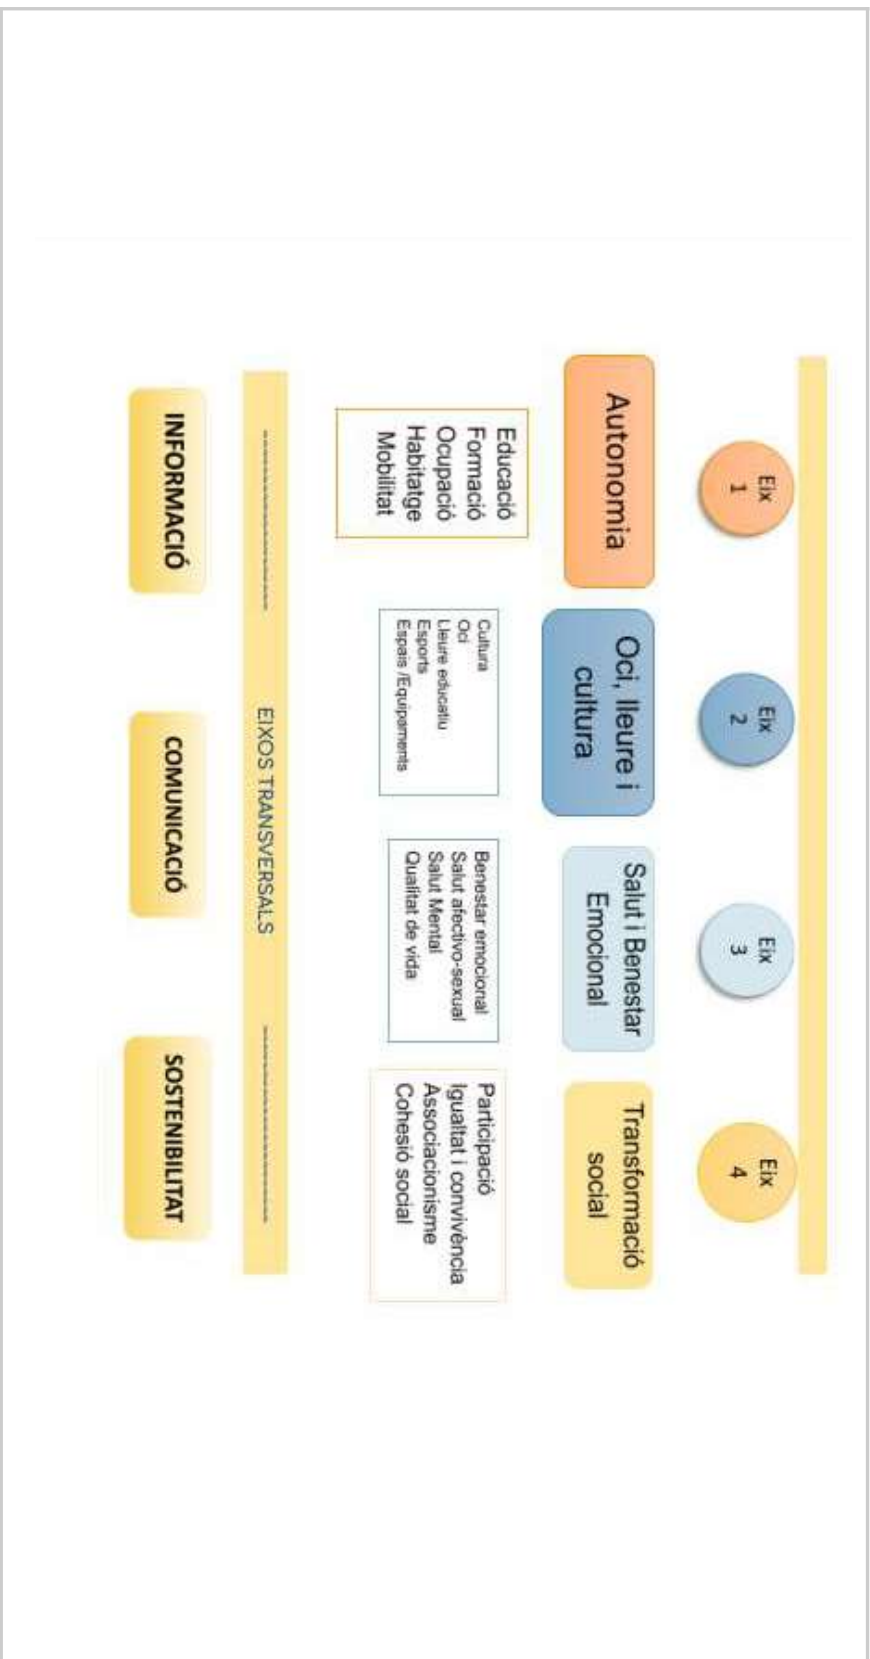 Eix
1
Eix
2
Eix
3
Eix
4
Autonomia
Oci, lleure i
cultura
Salut i Benestar
Emocional
Transformació
social
Educació
Formació
Ocupació
Habitatge
Mobilitat
Cultura
Oci
Lleure educatiu
Esports
Espais /Equipaments
Benestar emocional
Salut afectivo-sexual
Salut Mental
Qualitat de vida
Participació
Igualtat i convivència
Associacionisme
Cohesió social
EIXOS TRANSVERSALS
INFORMACIÓ
COMUNICACIÓ
SOSTENIBILITAT